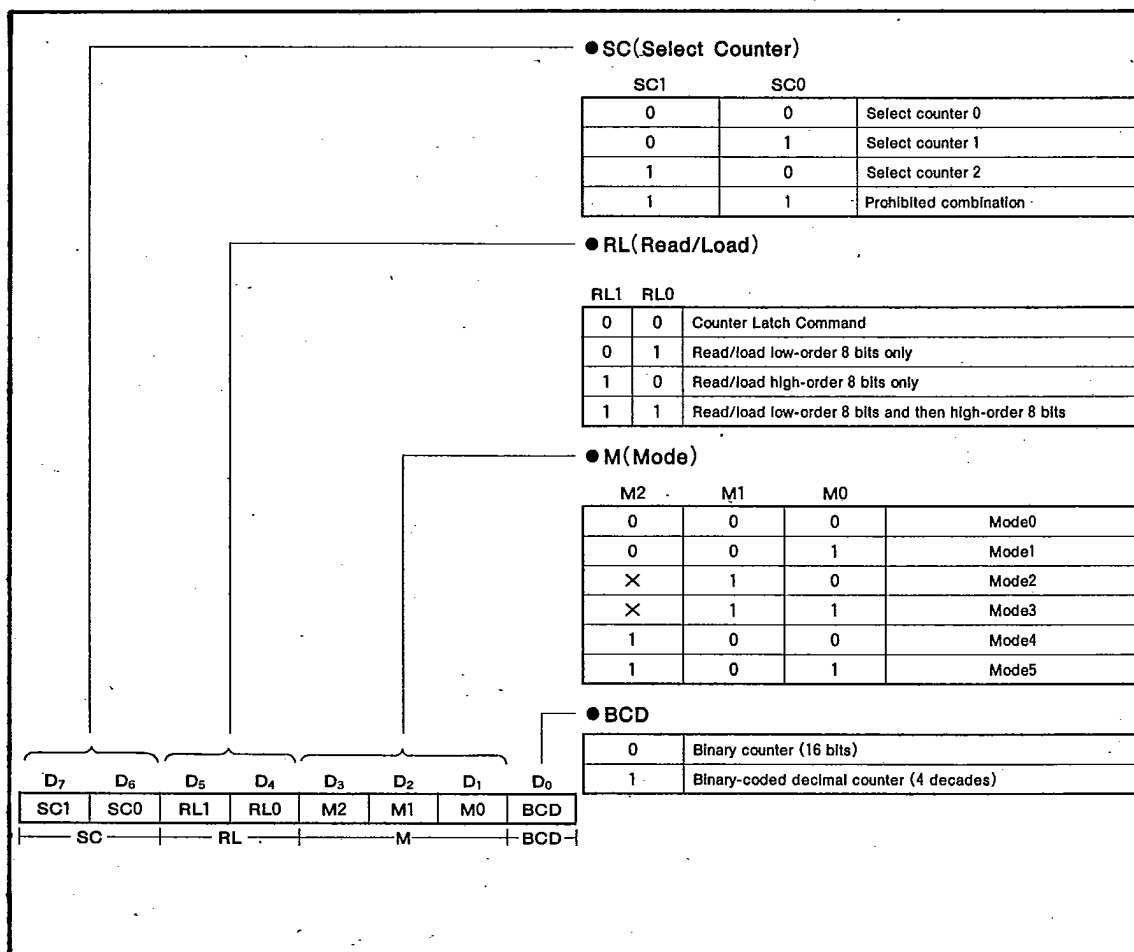 ●SC(Select Counter)
SC1 SC0
0 0 Select counter 0
0 1 Select counter 1
1 0 Select counter 2
1 1 Prohibited combination
●RL(Read/Load)
RL1 RL0
0 0 Counter Latch Command
0 1 Read/load low-order 8 bits only
1 0 Read/load high-order 8 bits only
1 1 Read/load low-order 8 bits and then high-order 8 bits
●M(Mode)
M2 M1 M0
0 0 0 Mode0
0 0 1 Mode1
× 1 0 Mode2
× 1 1 Mode3
1 0 0 Mode4
1 0 1 Mode5
●BCD
0 Binary counter (16 bits)
1 Binary-coded decimal counter (4 decades)
D7 D6 D5 D4 D3 D2 D1 D0
SC1 SC0 RL1 RL0 M2 M1 M0 BCD
SC RL M BCD